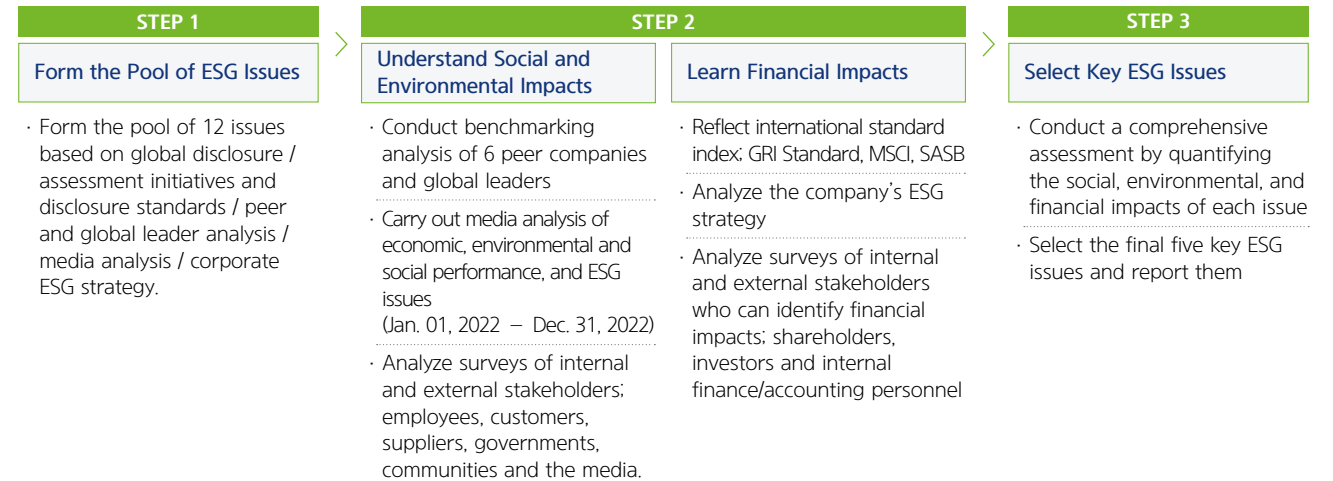 STEP 1
Form the Pool of ESG Issues
· Form the pool of 12 issues
based on global disclosure /
assessment initiatives and
disclosure standards / peer
and global leader analysis /
media analysis / corporate
ESG strategy.
STEP 2
Understand Social and
Environmental Impacts
· Conduct benchmarking
analysis of 6 peer companies
and global leaders
· Carry out media analysis of
economic, environmental and
social performance, and ESG
issues
(Jan. 01, 2022 – Dec. 31, 2022)
· Analyze surveys of internal
and external stakeholders;
employees, customers,
suppliers, governments,
communities and the media.
Learn Financial Impacts
· Reflect international standard
index; GRI Standard, MSCI, SASB
· Analyze the company's ESG
strategy
· Analyze surveys of internal
and external stakeholders
who can identify financial
impacts; shareholders,
investors and internal
finance/accounting personnel
STEP 3
Select Key ESG Issues
· Conduct a comprehensive
assessment by quantifying
the social, environmental, and
financial impacts of each issue
· Select the final five key ESG
issues and report them